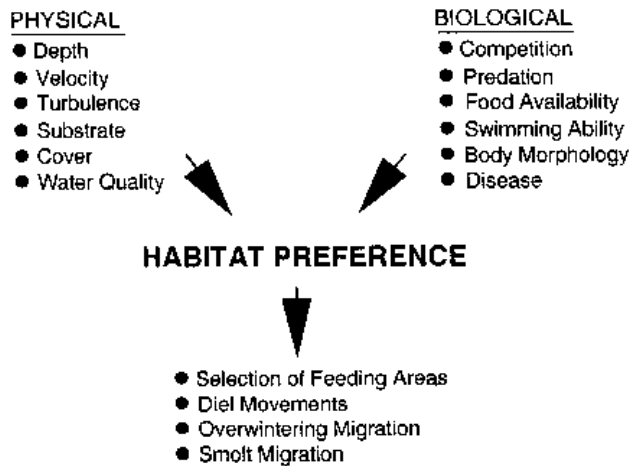 PHYSICAL
● Depth
● Velocity
● Turbulence
● Substrate
● Cover
● Water Quality
BIOLOGICAL
● Competition
● Predation
● Food Availability
● Swimming Ability
● Body Morphology
● Disease
HABITAT PREFERENCE
● Selection of Feeding Areas
● Diel Movements
● Overwintering Migration
● Smolt Migration